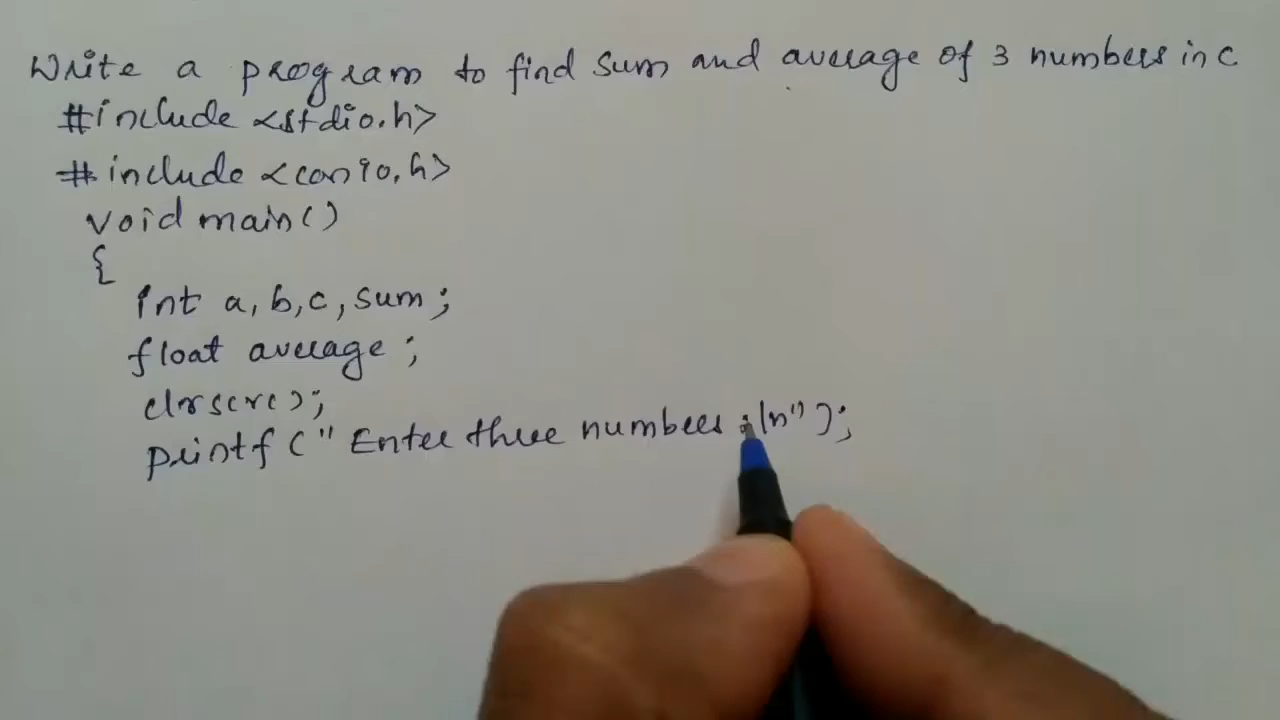 Write a program to find sum and average of 3 numbers in c
#include <stdio.h>
#include <conio.h>
void main()
{
int a, b, c, sum;
float average;
clrscr();
printf (" Enter three numbers :\n");